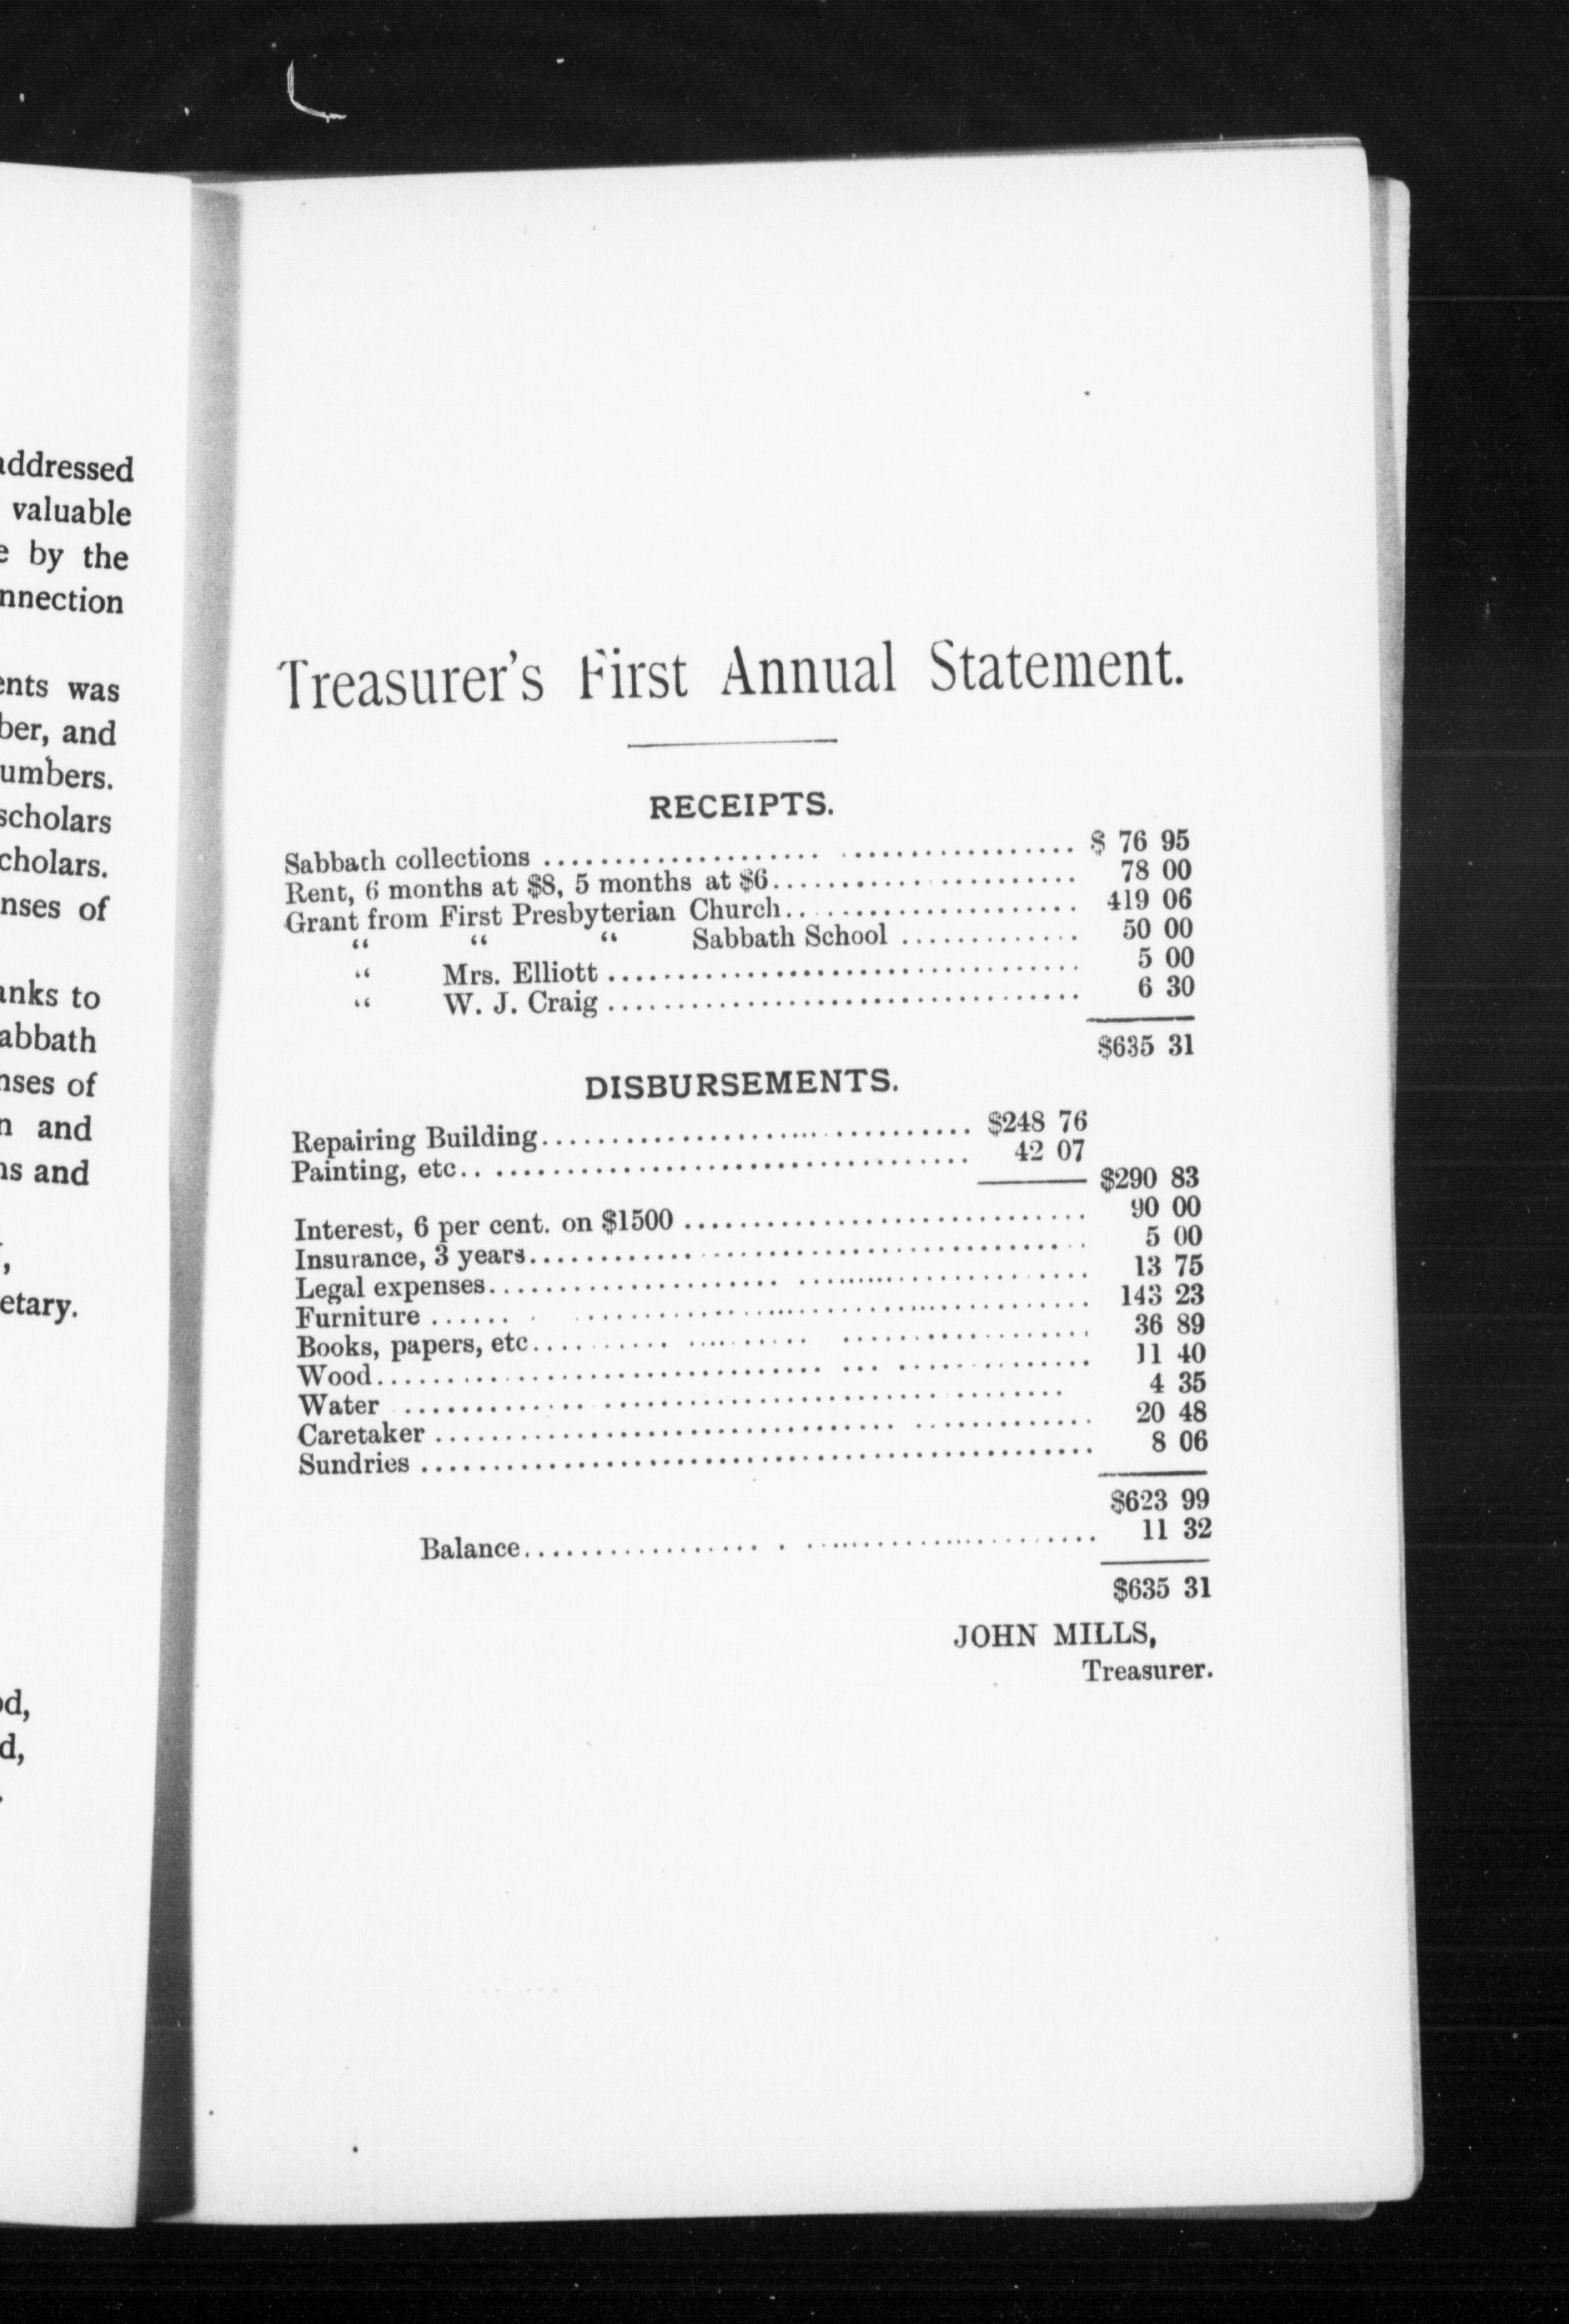 addressed
valuable
e by the
nnection
ents was
ber, and
umbers.
scholars
cholars.
nses of
anks to
abbath
nses of
n and
ns and
,
etary.
od,
d,
.
Treasurer's First Annual Statement.
RECEIPTS.
Sabbath collections .................................... $ 76 95
Rent, 6 months at $8, 5 months at $6...................... 78 00
Grant from First Presbyterian Church..................... 419 06
“ “ “ Sabbath School ............. 50 00
“ Mrs. Elliott .................................. 5 00
“ W. J. Craig .................................. 6 30
$635 31
DISBURSEMENTS.
Repairing Building............................... $248 76
Painting, etc.................................... 42 07
$290 83
Interest, 6 per cent. on $1500 ............................. 90 00
Insurance, 3 years........................................ 5 00
Legal expenses........................................... 13 75
Furniture ............................................... 143 23
Books, papers, etc....................................... 36 89
Wood................................................... 11 40
Water .................................................. 4 35
Caretaker .............................................. 20 48
Sundries ............................................... 8 06
$623 99
Balance........................................ 11 32
$635 31
JOHN MILLS,
Treasurer.